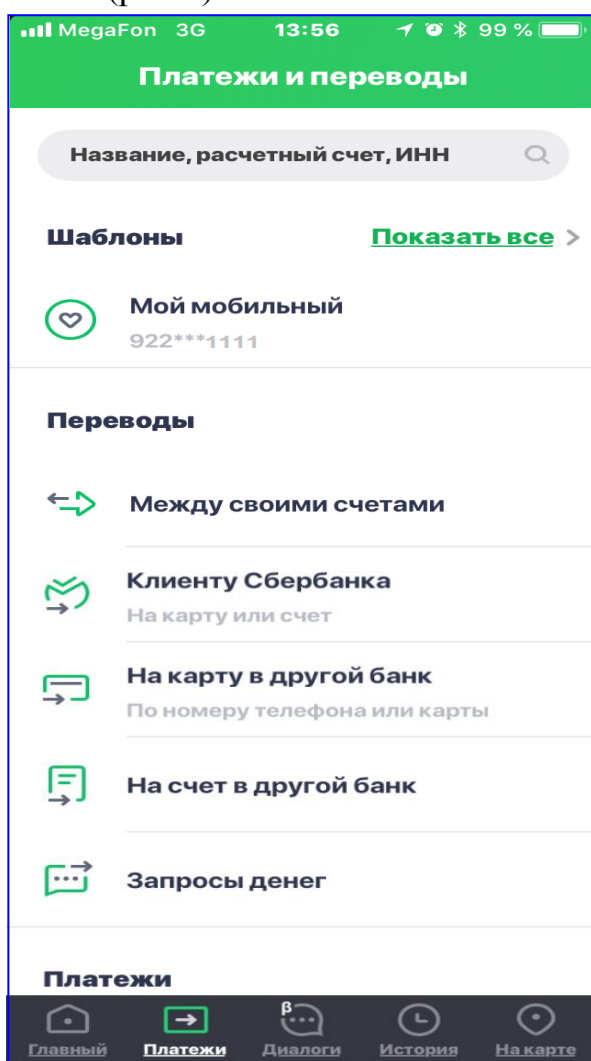 MegaFon 3G 13:56 99 %
Платежи и переводы
Название, расчетный счет, ИНН
Шаблоны Показать все >
Мой мобильный
922***1111
Переводы
Между своими счетами
Клиенту Сбербанка
На карту или счет
На карту в другой банк
По номеру телефона или карты
На счет в другой банк
Запросы денег
Платежи
β
Главный Платежи Диалоги История На карте